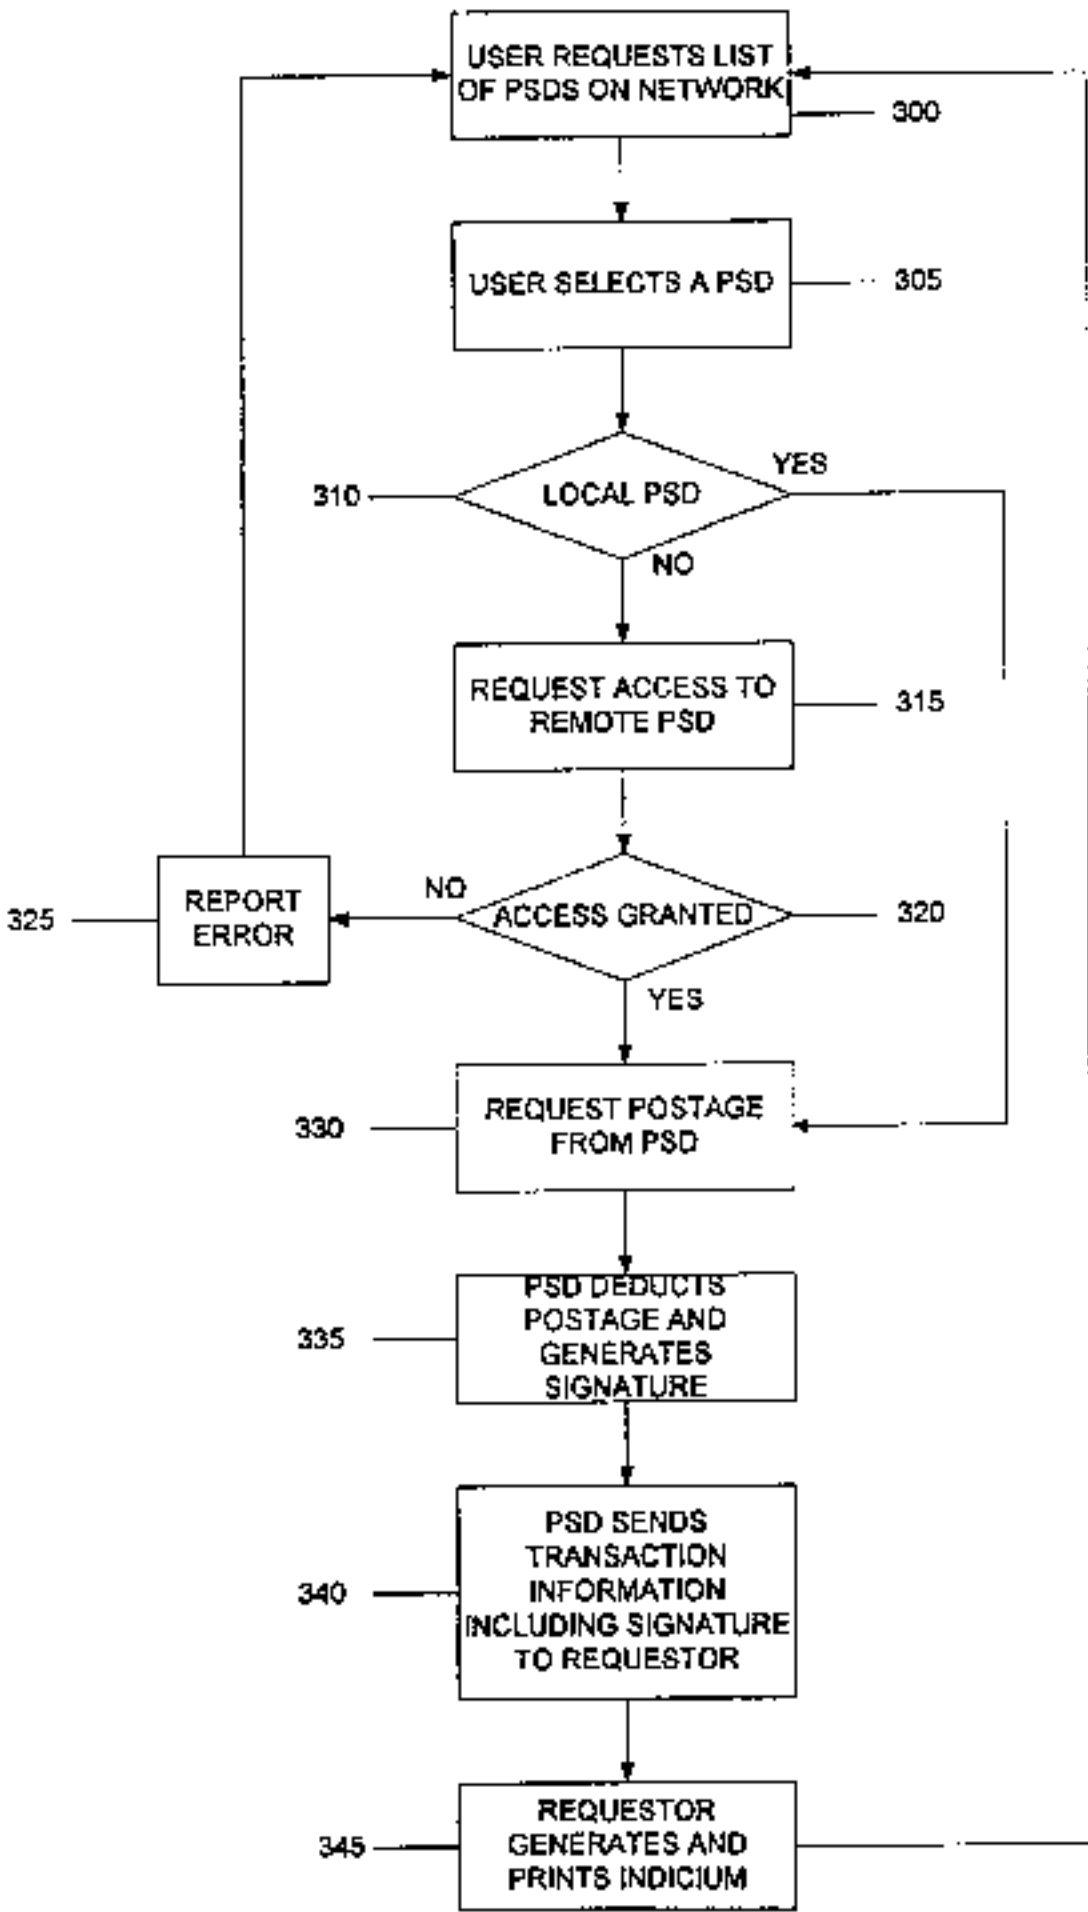 USER REQUESTS LIST
OF PSDS ON NETWORK
300
USER SELECTS A PSD
305
YES
310
LOCAL PSD
NO
REQUEST ACCESS TO
REMOTE PSD
315
NO
325
REPORT
ERROR
ACCESS GRANTED
320
YES
330
REQUEST POSTAGE
FROM PSD
335
PSD DEDUCTS
POSTAGE AND
GENERATES
SIGNATURE
340
PSD SENDS
TRANSACTION
INFORMATION
INCLUDING SIGNATURE
TO REQUESTOR
345
REQUESTOR
GENERATES AND
PRINTS INDICIUM